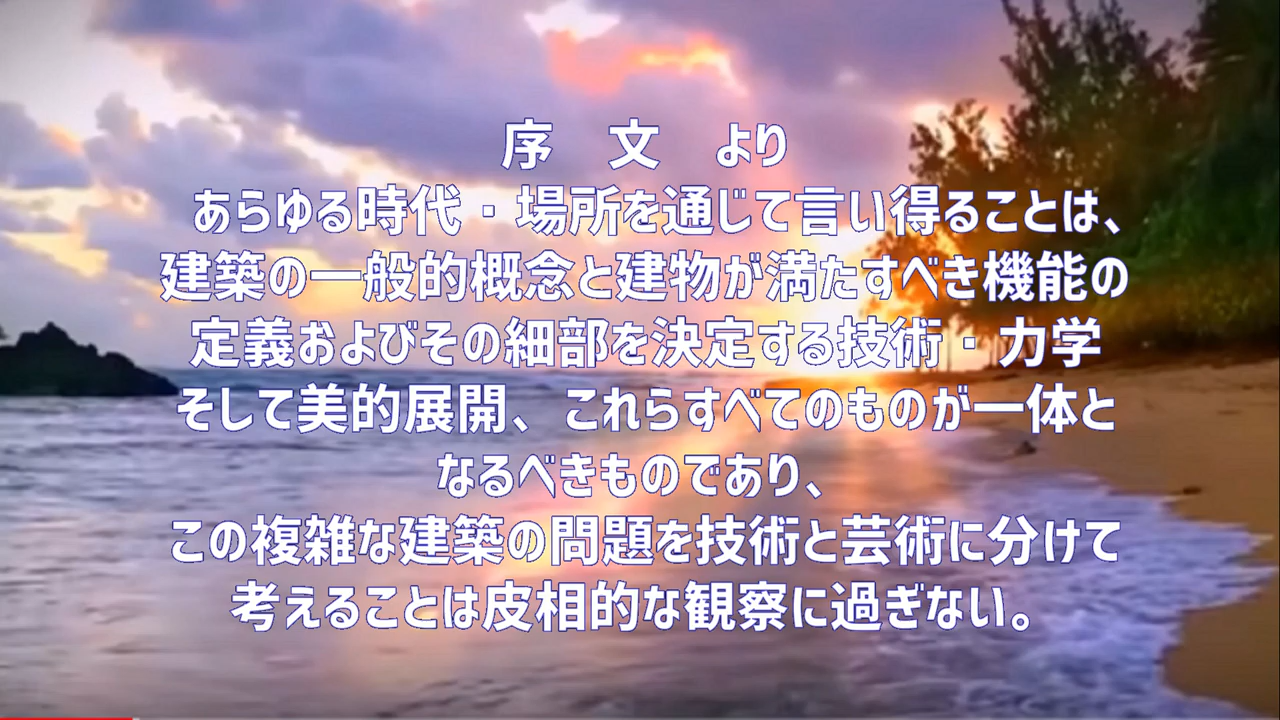 序　文　より
あらゆる時代・場所を通じて言い得ることは、
建築の一般的概念と建物が満たすべき機能の
定義およびその細部を決定する技術・力学
そして美的展開、これらすべてのものが一体と
なるべきものであり、
この複雑な建築の問題を技術と芸術に分けて
考えることは皮相的な観察に過ぎない。